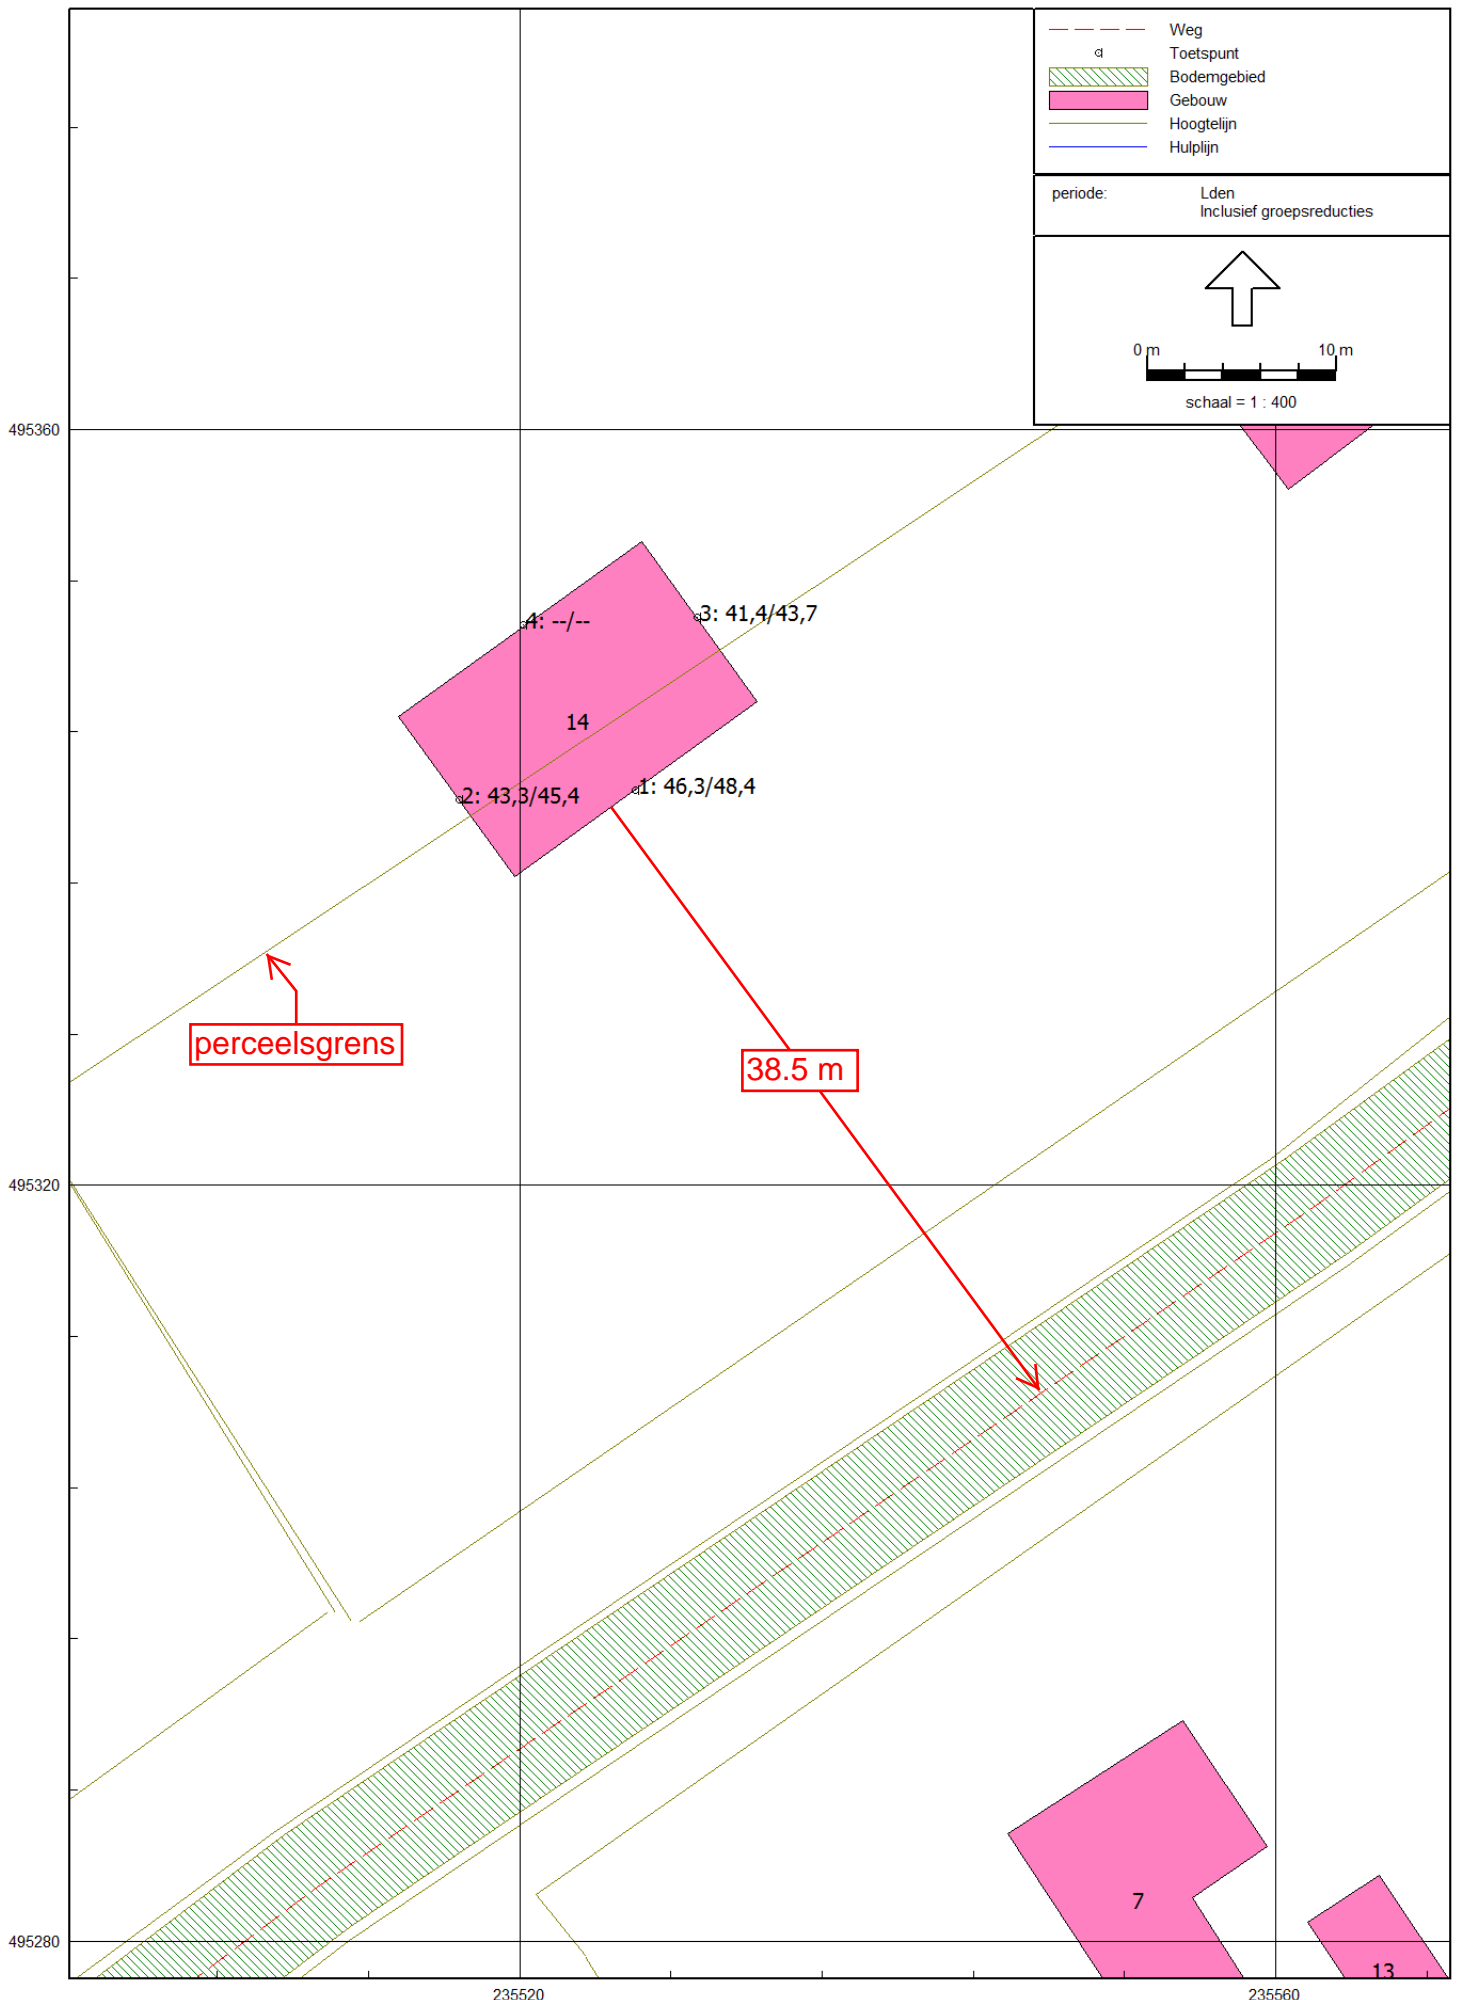 Weg
Toetspunt
Bodemgebied
Gebouw
Hoogtelijn
Hulplijn
periode: Lden
Inclusief groepsreducties
0 m 10 m
schaal = 1 : 400
495360
3: 41,4/43,7
4: --/--
14
1: 46,3/48,4
2: 43,3/45,4
perceelsgrens
38.5 m
495320
7
495280
13
235520 235560